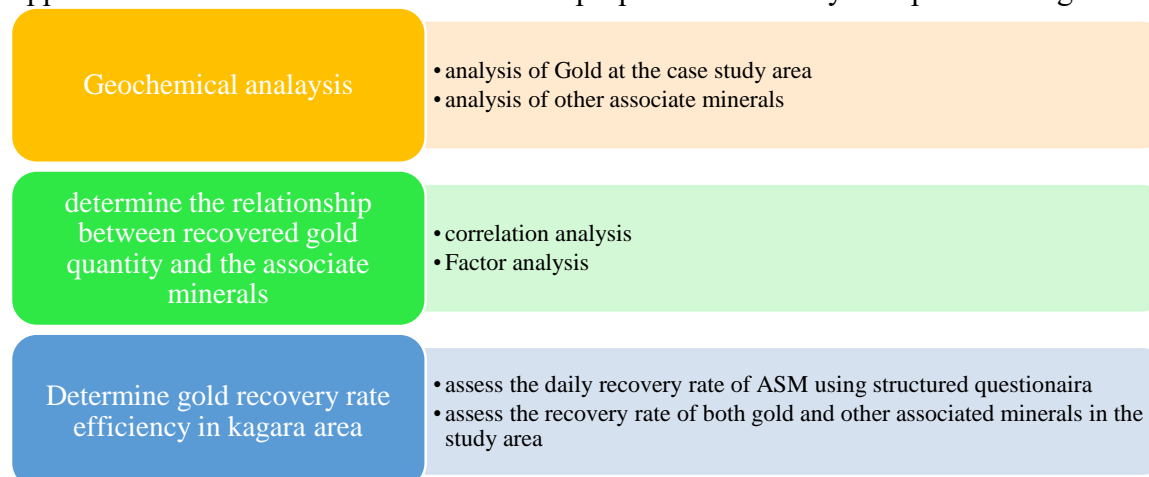 Geochemical analaysis
• analysis of Gold at the case study area
• analysis of other associate minerals
determine the relationship
between recovered gold
quantity and the associate
minerals
• correlation analysis
• Factor analysis
Determine gold recovery rate
efficiency in kagara area
• assess the daily recovery rate of ASM using structured questionaira
• assess the recovery rate of both gold and other associated minerals in the
study area